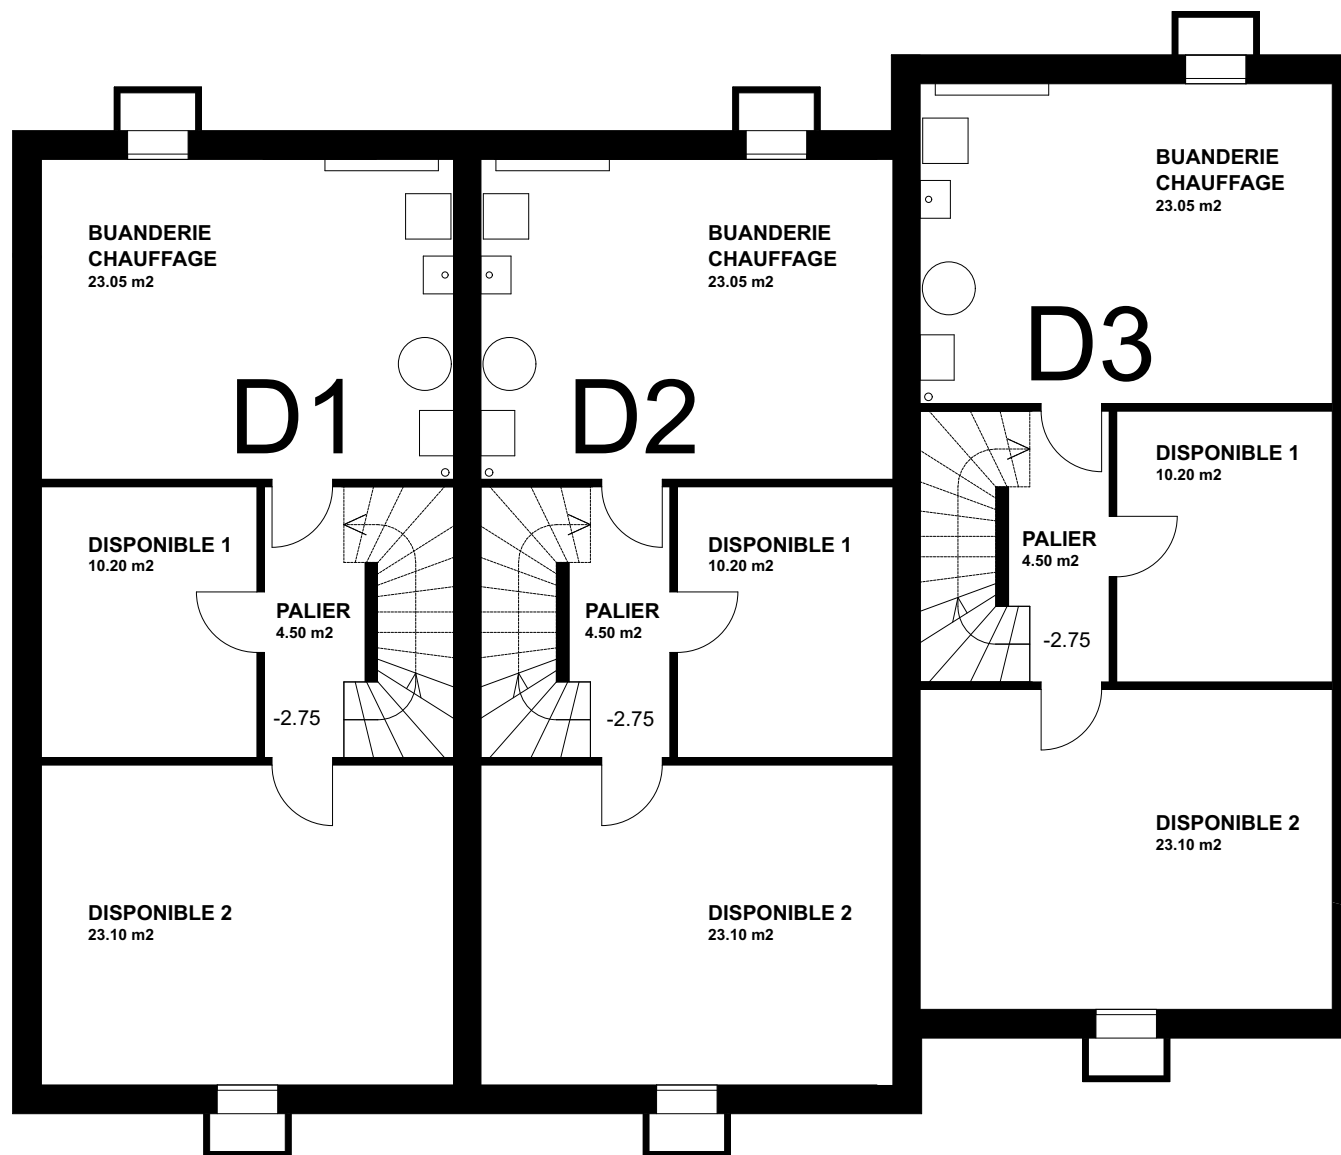 BUANDERIE
CHAUFFAGE
23.05 m2
D1
DISPONIBLE 1
10.20 m2
PALIER
4.50 m2
-2.75
DISPONIBLE 2
23.10 m2
BUANDERIE
CHAUFFAGE
23.05 m2
D2
DISPONIBLE 1
10.20 m2
PALIER
4.50 m2
-2.75
DISPONIBLE 2
23.10 m2
BUANDERIE
CHAUFFAGE
23.05 m2
D3
DISPONIBLE 1
10.20 m2
PALIER
4.50 m2
-2.75
DISPONIBLE 2
23.10 m2